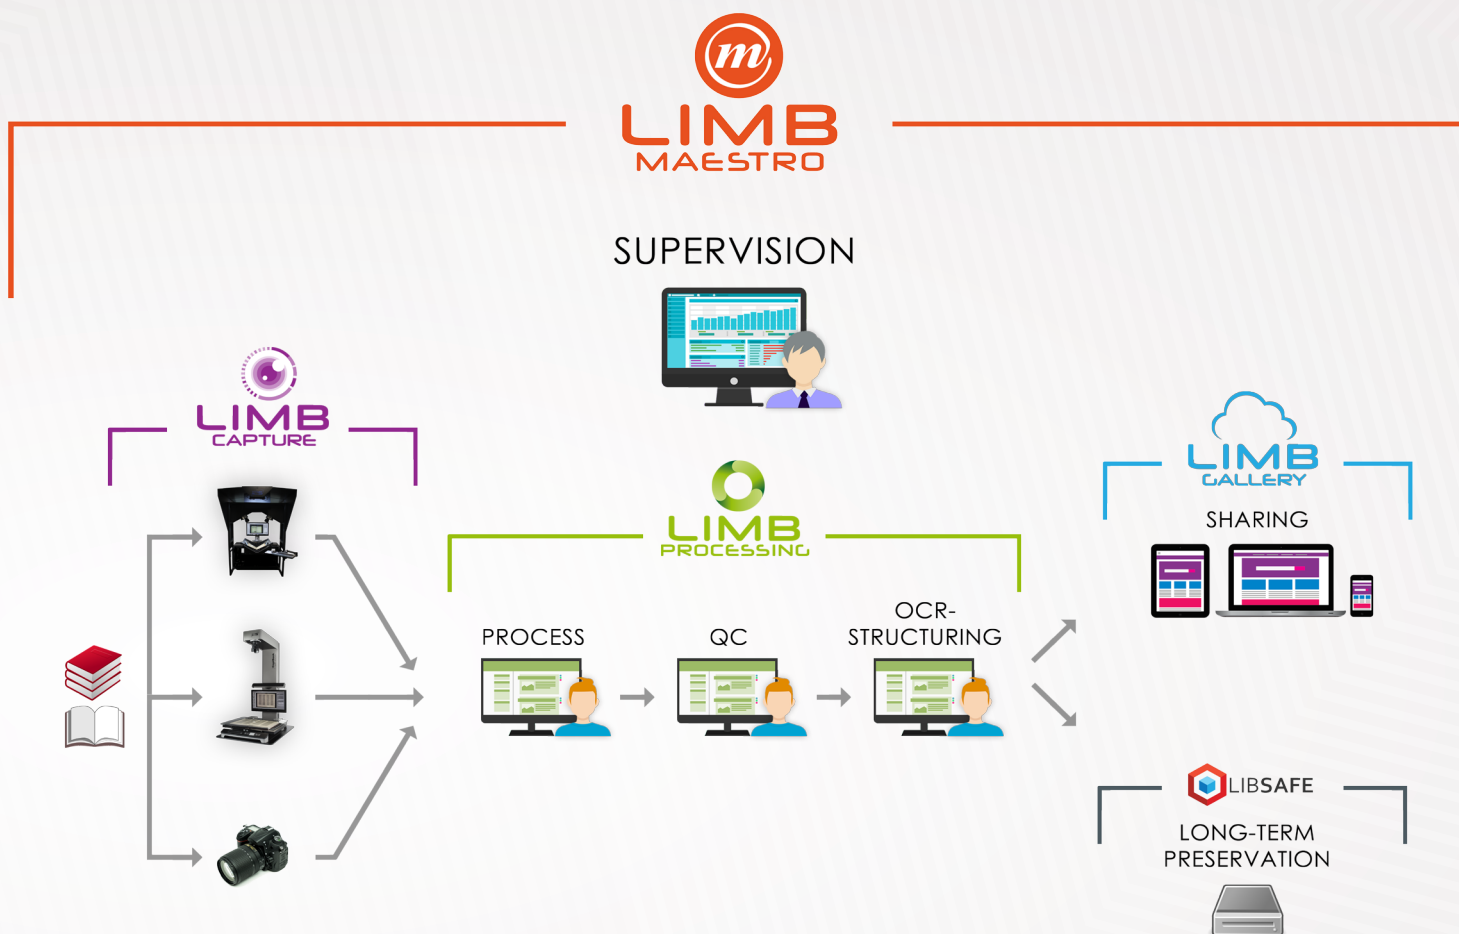 m
LIMB
MAESTRO
SUPERVISION
LIMB
CAPTURE
LIMB
PROCESSING
PROCESS
QC
OCR-
STRUCTURING
LIMB
GALLERY
SHARING
LIBSAFE
LONG-TERM
PRESERVATION